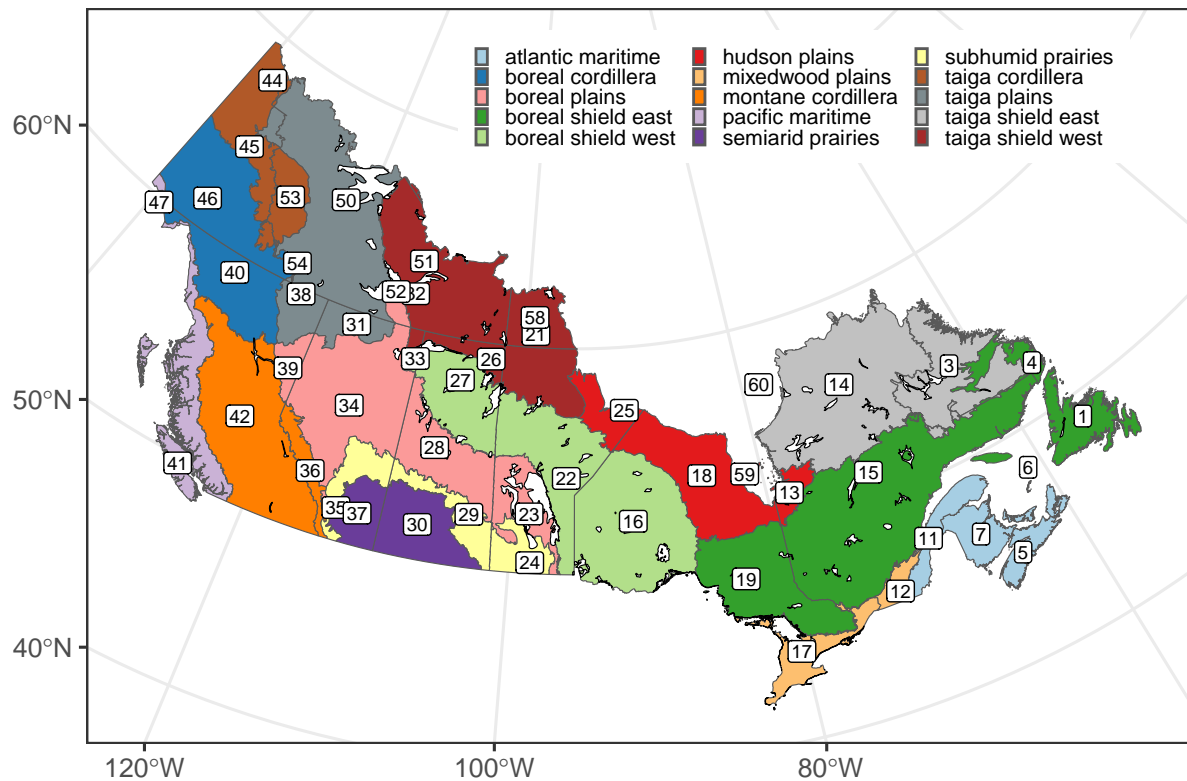 atlantic maritime
boreal cordillera
boreal plains
boreal shield east
boreal shield west
hudson plains
mixedwood plains
montane cordillera
pacific maritime
semiarid prairies
subhumid prairies
taiga cordillera
taiga plains
taiga shield east
taiga shield west
60°N
50°N
40°N
120°W
100°W
80°W
44
45
53
50
46
47
54
40
38
31
52
32
51
58
21
33
26
27
39
34
42
41
36
28
25
22
35
37
30
29
23
24
16
18
59
13
60
14
3
4
1
15
6
7
5
11
12
19
17